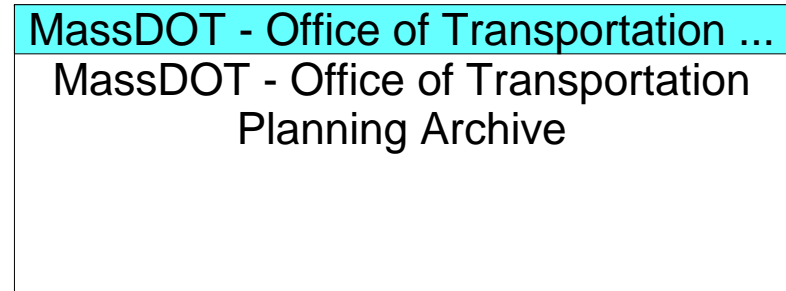 MassDOT - Office of Transportation ...
MassDOT - Office of Transportation
Planning Archive